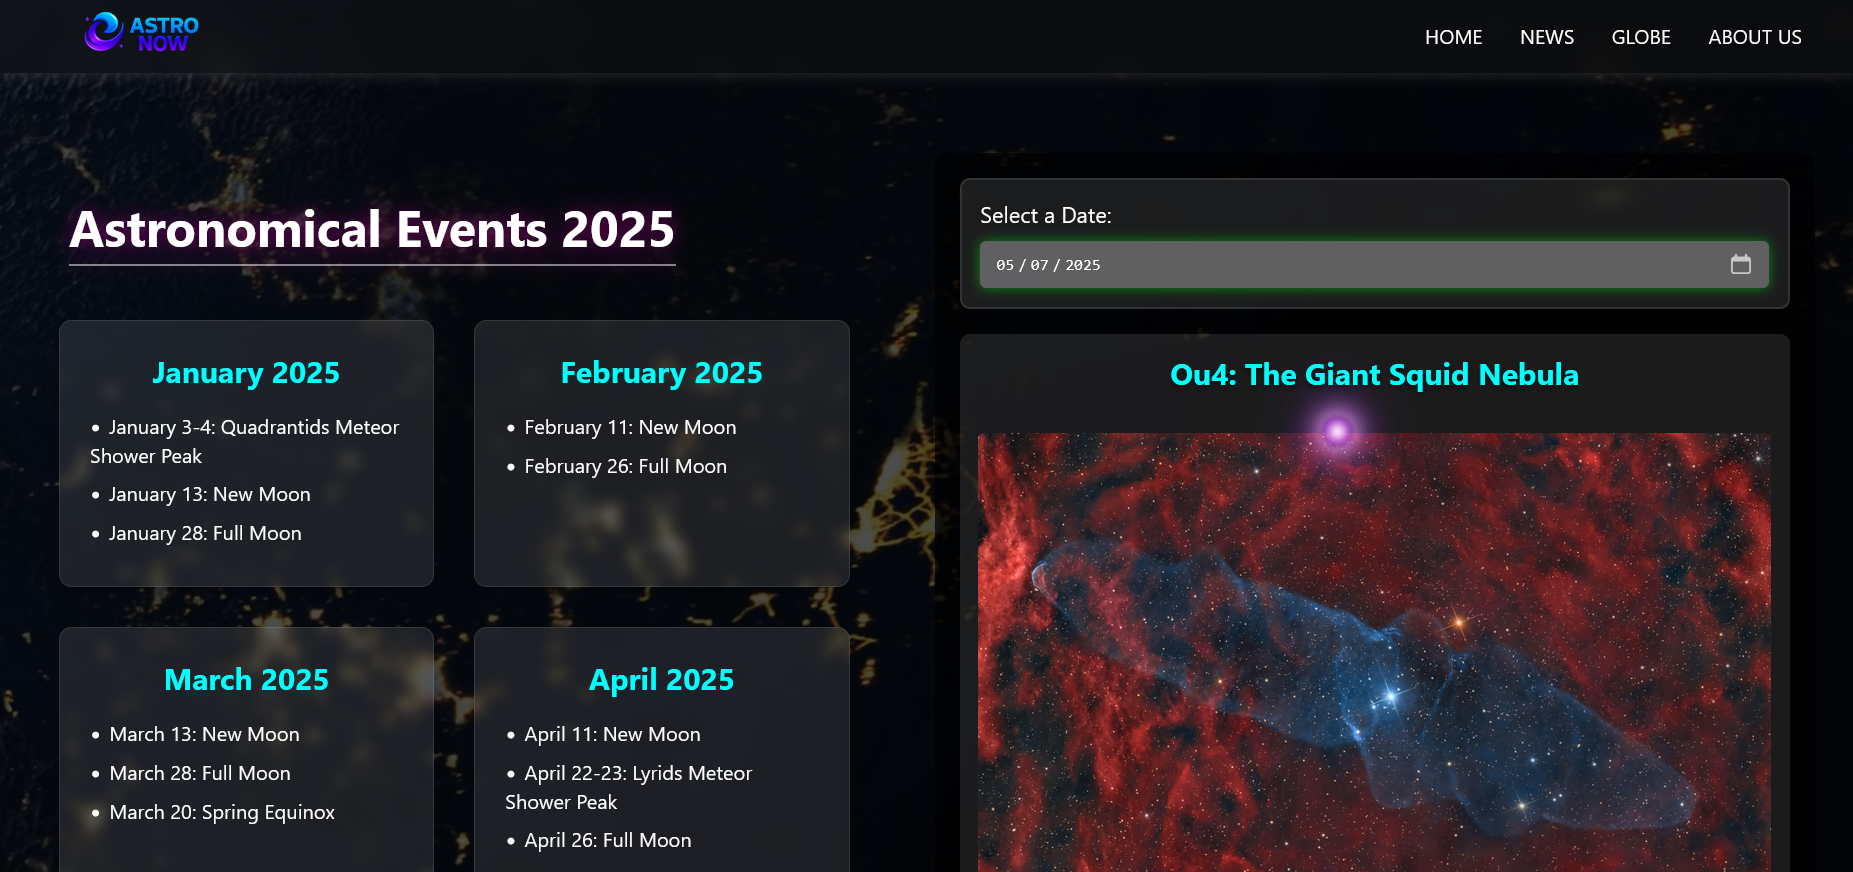 ASTRO
NOW
HOME
NEWS
GLOBE
ABOUT US
Astronomical Events 2025
January 2025
• January 3-4: Quadrantids Meteor
Shower Peak
• January 13: New Moon
• January 28: Full Moon
February 2025
• February 11: New Moon
• February 26: Full Moon
March 2025
• March 13: New Moon
• March 28: Full Moon
• March 20: Spring Equinox
April 2025
• April 11: New Moon
• April 22-23: Lyrids Meteor
Shower Peak
• April 26: Full Moon
Select a Date:
05 / 07 / 2025
Ou4: The Giant Squid Nebula